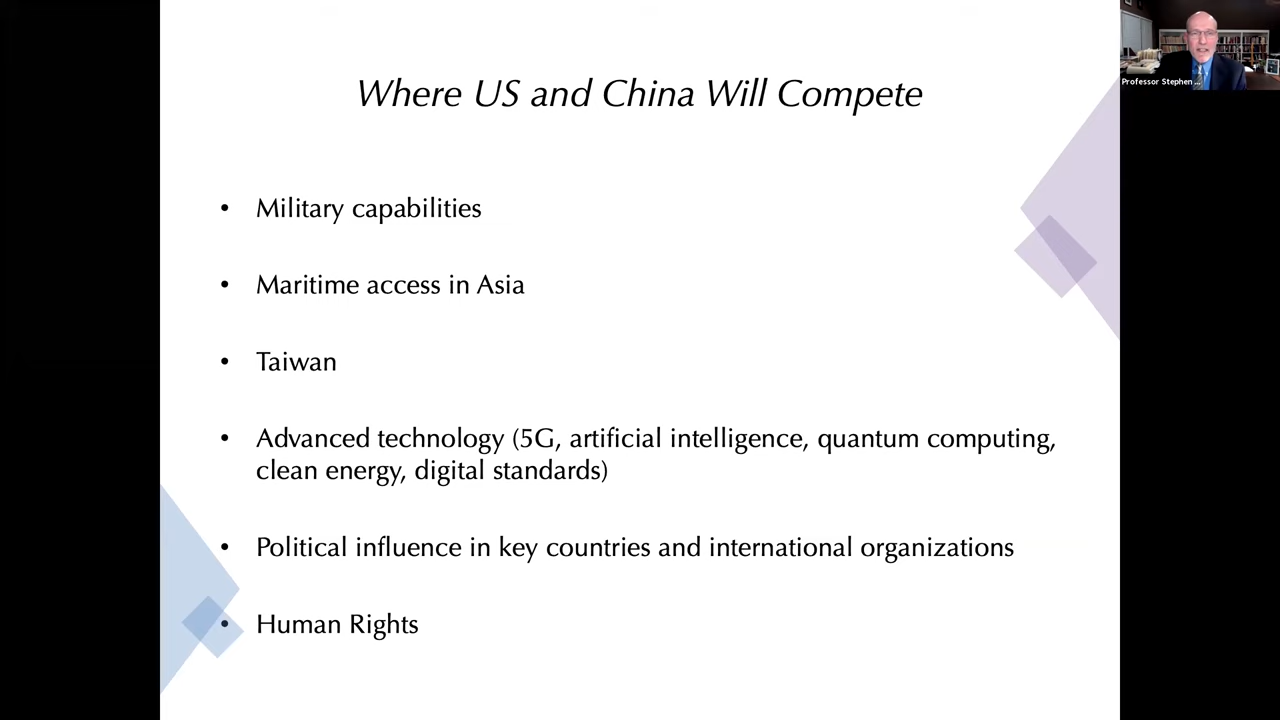 Where US and China Will Compete
Professor Stephen ...
• Military capabilities
• Maritime access in Asia
• Taiwan
• Advanced technology (5G, artificial intelligence, quantum computing,
clean energy, digital standards)
• Political influence in key countries and international organizations
• Human Rights